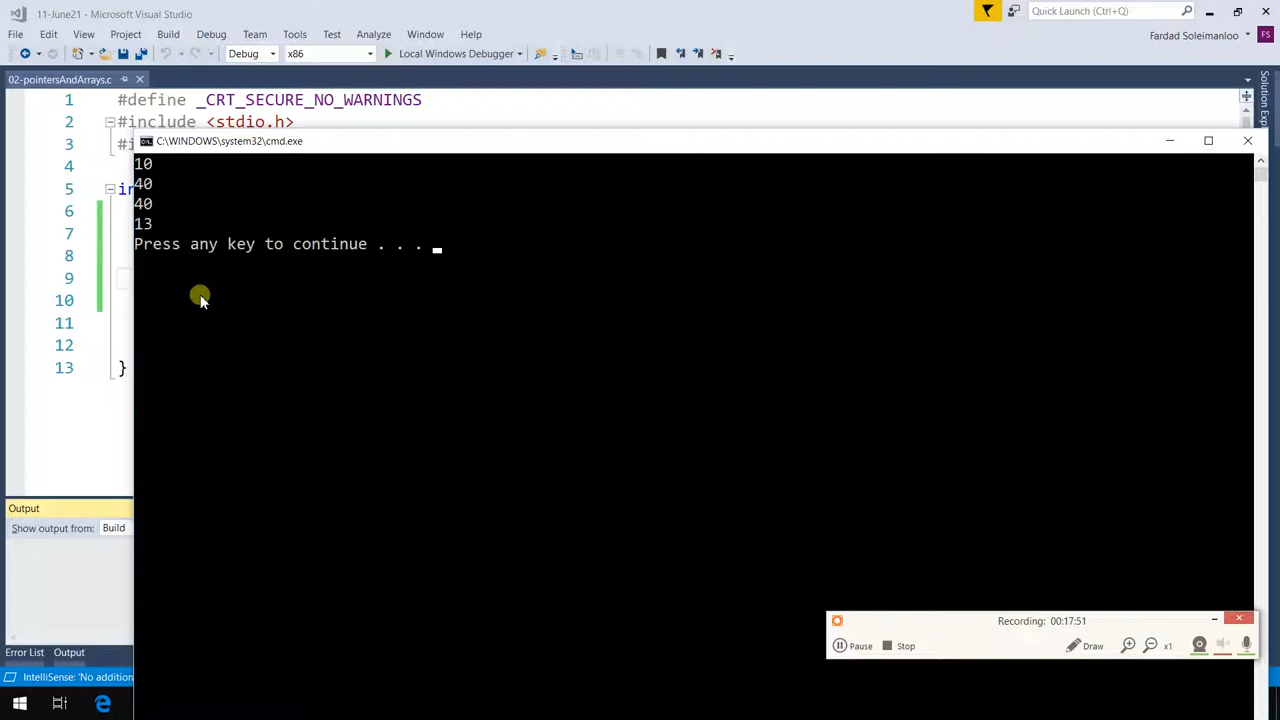 11-June21 - Microsoft Visual Studio
Quick Launch (Ctrl+Q)
File Edit View Project Build Debug Team Tools Test Analyze Window Help
Fardad Soleimanloo FS
Debug x86 Local Windows Debugger
02-pointersAndArrays.c
Solution Exp
1 #define _CRT_SECURE_NO_WARNINGS
2 #include <stdio.h>
3 #i
4
5 in
6
7
8
9
10
11
12
13 }
C:\WINDOWS\system32\cmd.exe
10
40
40
13
Press any key to continue . . .
Output
Show output from: Build
Recording: 00:17:51
Pause Stop Draw x1
Error List Output
IntelliSense: 'No addition